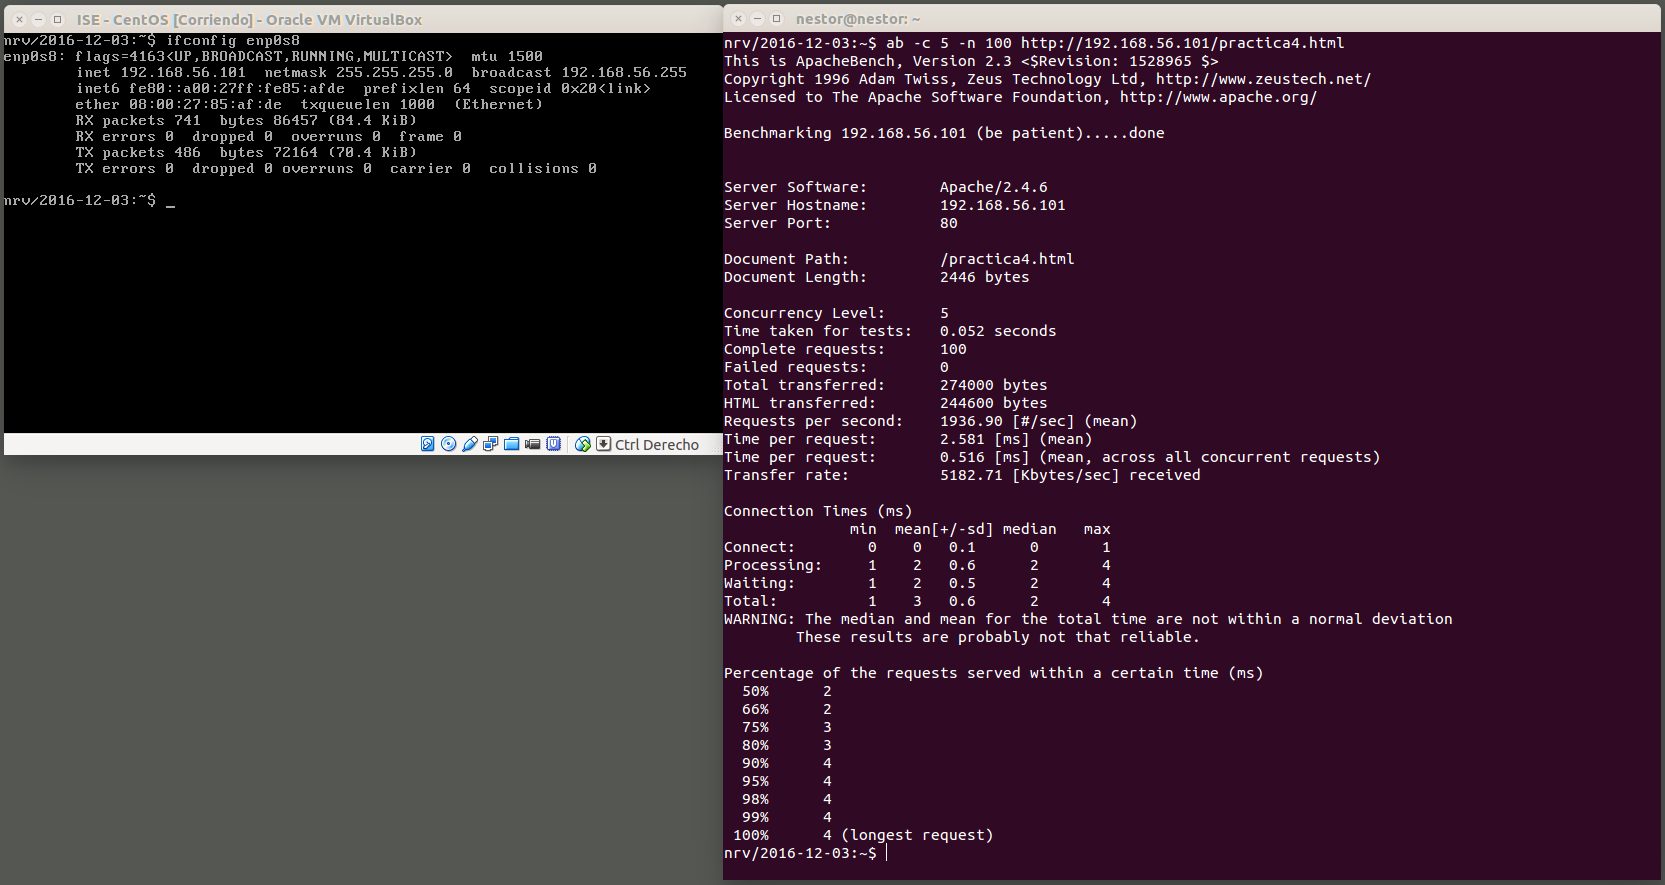 ISE - CentOS [Corriendo] - Oracle VM VirtualBox
nrv/2016-12-03:~$ ifconfig enp0s8
enp0s8: flags=4163<UP,BROADCAST,RUNNING,MULTICAST>  mtu 1500
        inet 192.168.56.101  netmask 255.255.255.0  broadcast 192.168.56.255
        inet6 fe80::a00:27ff:fe85:afde  prefixlen 64  scopeid 0x20<link>
        ether 08:00:27:85:af:de  txqueuelen 1000  (Ethernet)
        RX packets 741  bytes 86457 (84.4 KiB)
        RX errors 0  dropped 0  overruns 0  frame 0
        TX packets 486  bytes 72164 (70.4 KiB)
        TX errors 0  dropped 0 overruns 0  carrier 0  collisions 0
nrv/2016-12-03:~$ _
Ctrl Derecho
nestor@nestor: ~
nrv/2016-12-03:~$ ab -c 5 -n 100 http://192.168.56.101/practica4.html
This is ApacheBench, Version 2.3 <$Revision: 1528965 $>
Copyright 1996 Adam Twiss, Zeus Technology Ltd, http://www.zeustech.net/
Licensed to The Apache Software Foundation, http://www.apache.org/
Benchmarking 192.168.56.101 (be patient).....done
Server Software:        Apache/2.4.6
Server Hostname:        192.168.56.101
Server Port:            80
Document Path:          /practica4.html
Document Length:        2446 bytes
Concurrency Level:      5
Time taken for tests:   0.052 seconds
Complete requests:      100
Failed requests:        0
Total transferred:      274000 bytes
HTML transferred:       244600 bytes
Requests per second:    1936.90 [#/sec] (mean)
Time per request:       2.581 [ms] (mean)
Time per request:       0.516 [ms] (mean, across all concurrent requests)
Transfer rate:          5182.71 [Kbytes/sec] received
Connection Times (ms)
              min  mean[+/-sd] median   max
Connect:        0    0   0.1      0       1
Processing:     1    2   0.6      2       4
Waiting:        1    2   0.5      2       4
Total:          1    3   0.6      2       4
WARNING: The median and mean for the total time are not within a normal deviation
        These results are probably not that reliable.
Percentage of the requests served within a certain time (ms)
  50%      2
  66%      2
  75%      3
  80%      3
  90%      4
  95%      4
  98%      4
  99%      4
 100%      4 (longest request)
nrv/2016-12-03:~$